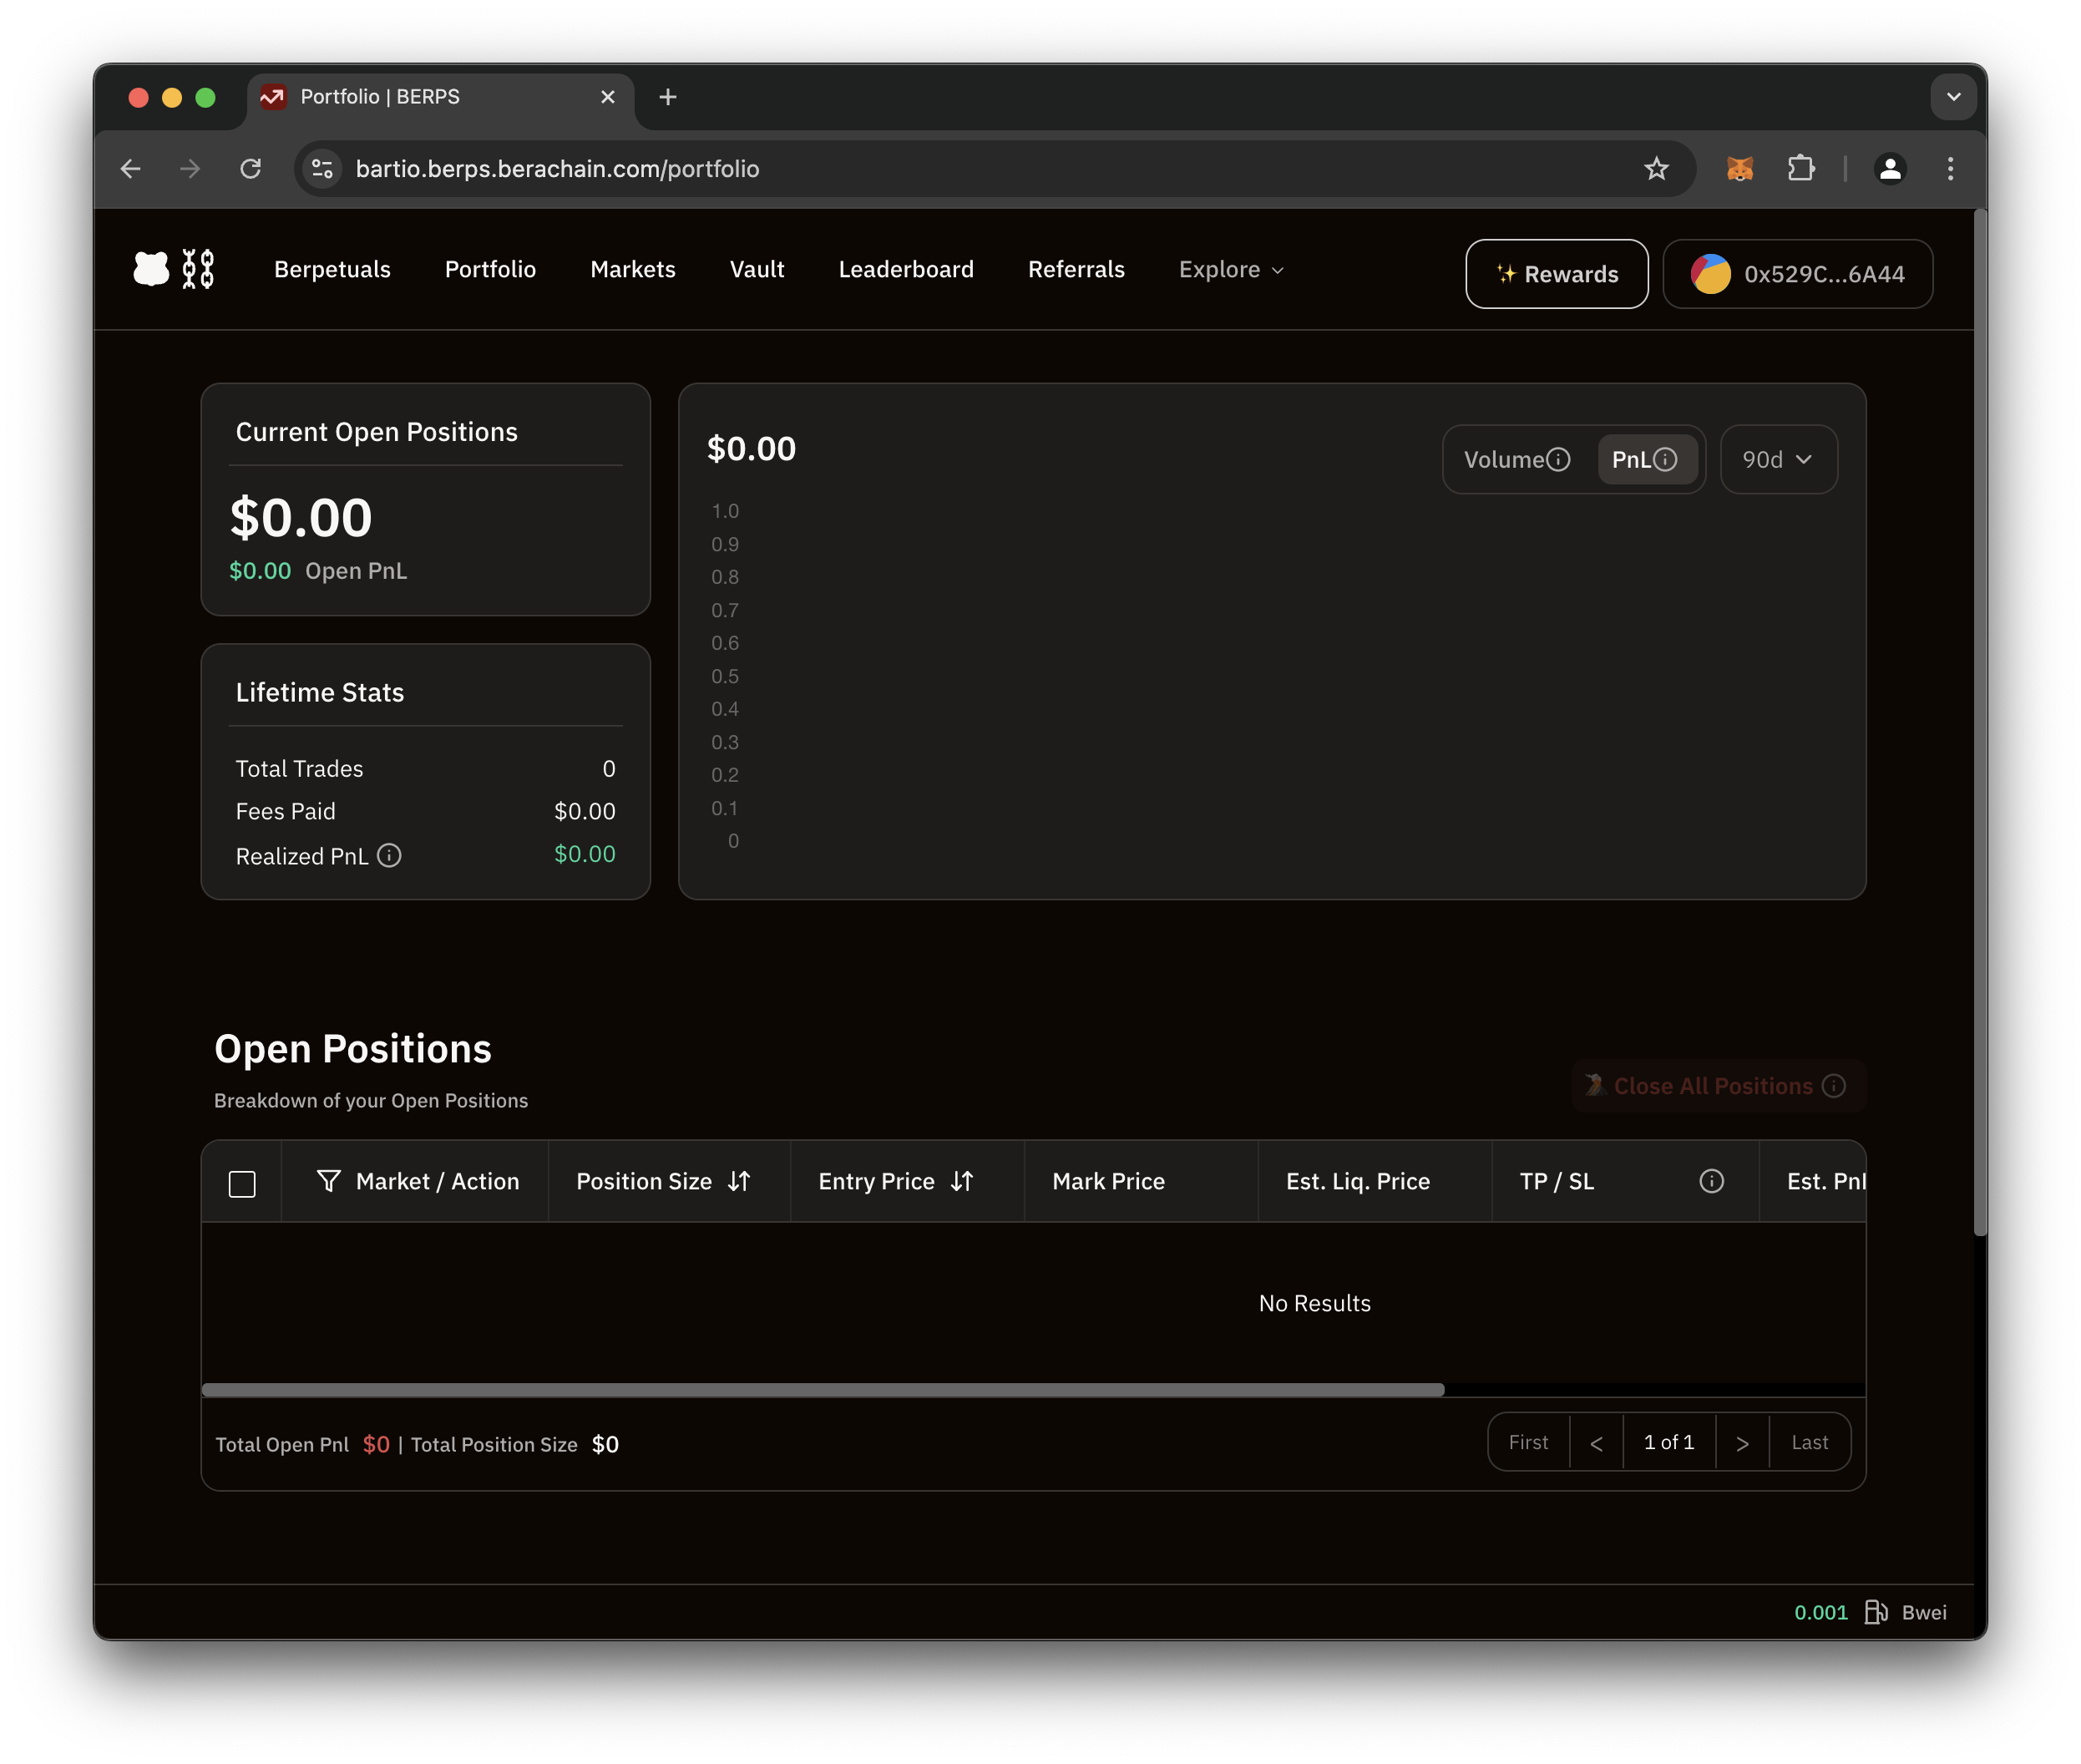 Portfolio | BERPS
bartio.berps.berachain.com/portfolio
Berpetuals Portfolio Markets Vault Leaderboard Referrals Explore
✨ Rewards
0x529C...6A44
Current Open Positions
$0.00
$0.00 Open PnL
Lifetime Stats
Total Trades 0
Fees Paid $0.00
Realized PnL $0.00
$0.00
Volume PnL 90d
1.0
0.9
0.8
0.7
0.6
0.5
0.4
0.3
0.2
0.1
0
Open Positions
Breakdown of your Open Positions
Close All Positions
Market / Action Position Size Entry Price Mark Price Est. Liq. Price TP / SL Est. Pnl
No Results
Total Open Pnl $0 | Total Position Size $0
First < 1 of 1 > Last
0.001 Bwei